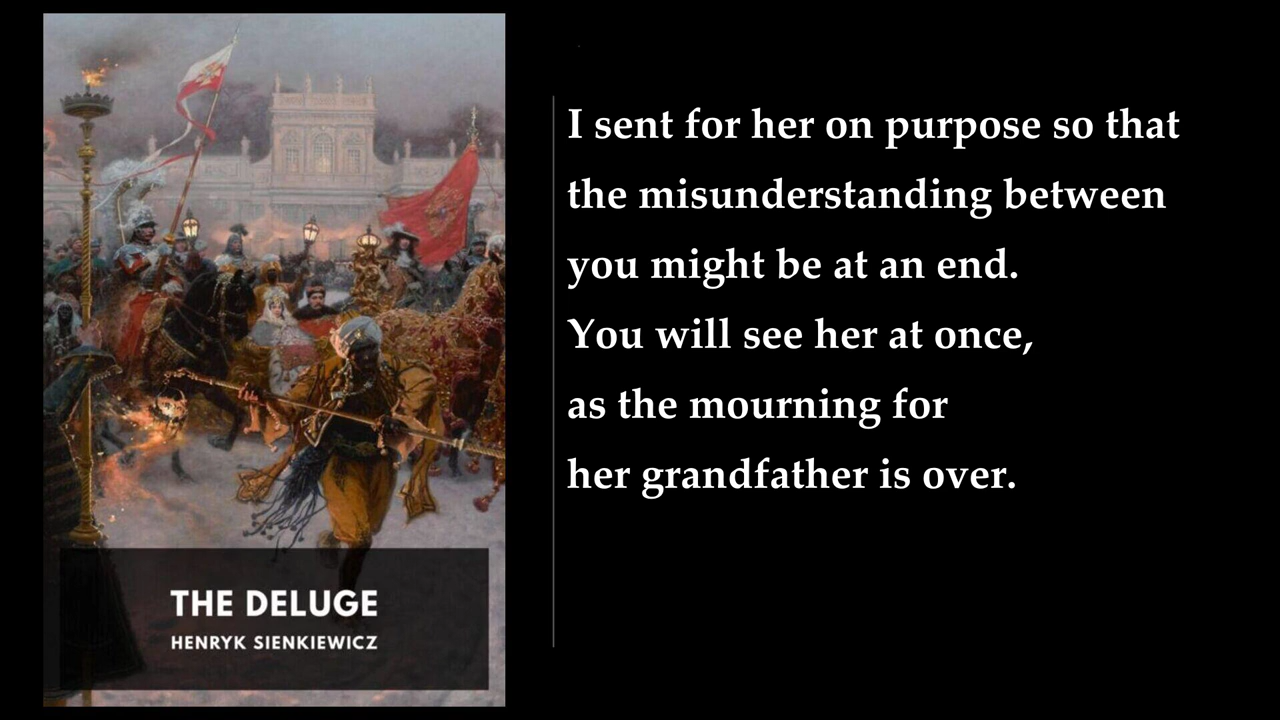 THE DELUGE
HENRYK SIENKIEWICZ
I sent for her on purpose so that
the misunderstanding between
you might be at an end.
You will see her at once,
as the mourning for
her grandfather is over.